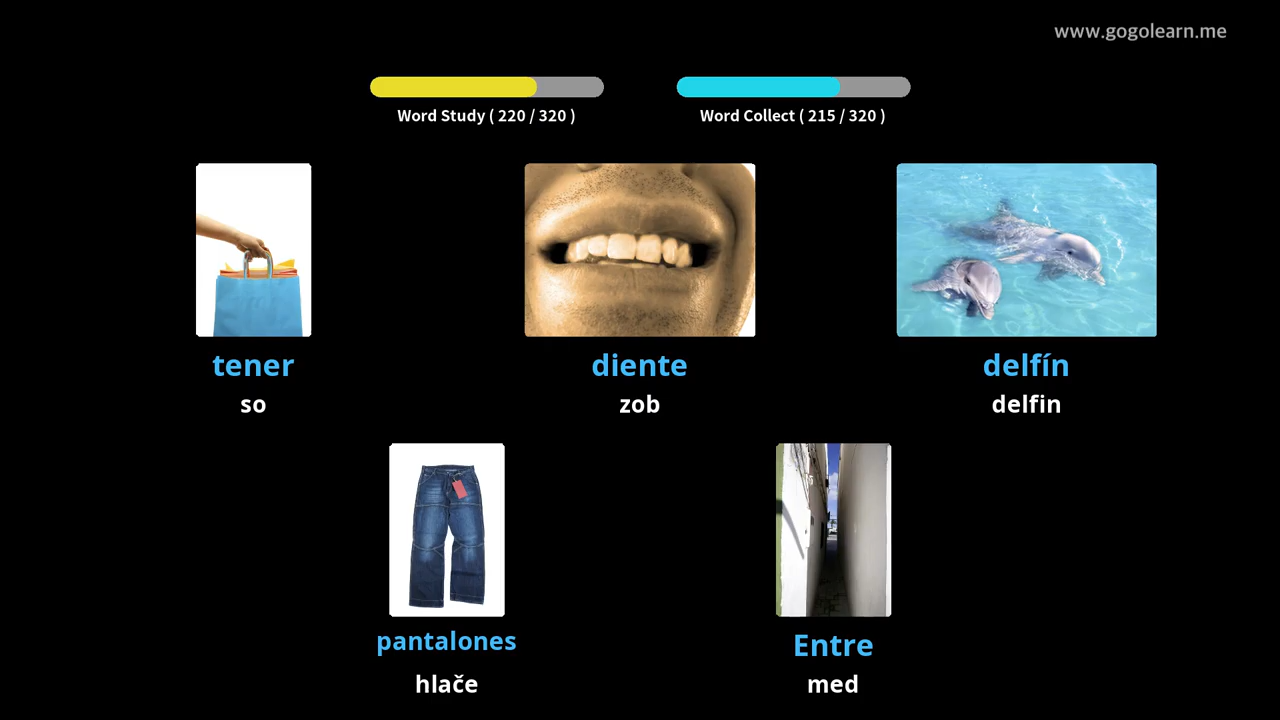 www.gogolearn.me
Word Study ( 220 / 320 )
Word Collect ( 215 / 320 )
tener
so
diente
zob
delfín
delfin
pantalones
hlače
Entre
med